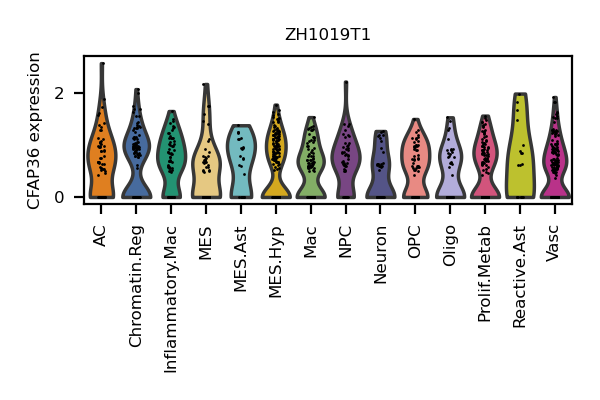 ZH1019T1
CFAP36 expression
2
0
AC
Chromatin.Reg
Inflammatory.Mac
MES
MES.Ast
MES.Hyp
Mac
NPC
Neuron
OPC
Oligo
Prolif.Metab
Reactive.Ast
Vasc